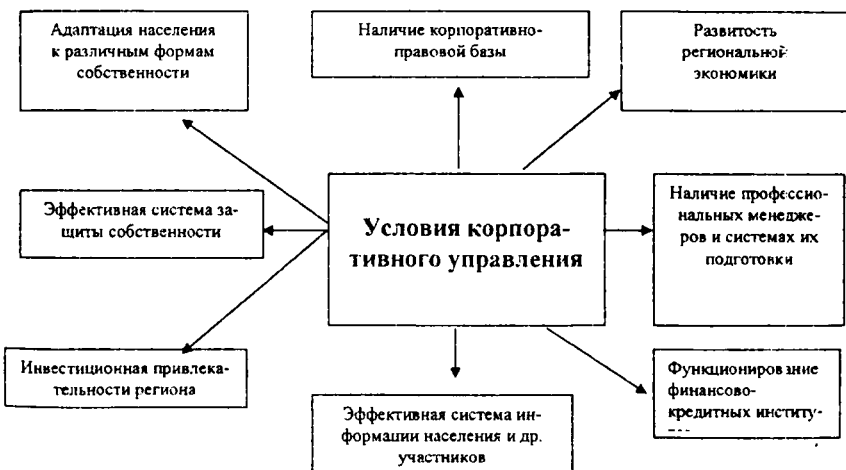 Адаптация населения
к различным формам
собственности
Наличие корпоративно-
правовой базы
Развитость
региональной
экономики
Эффективная система за-
щиты собственности
Условия корпора-
тивного управления
Наличие профессио-
нальных менедже-
ров и системах их
подготовки
Инвестиционная привлека-
тельности региона
Эффективная система ин-
формации населения и др.
участников
Функционирование
финансово-
кредитных институ-